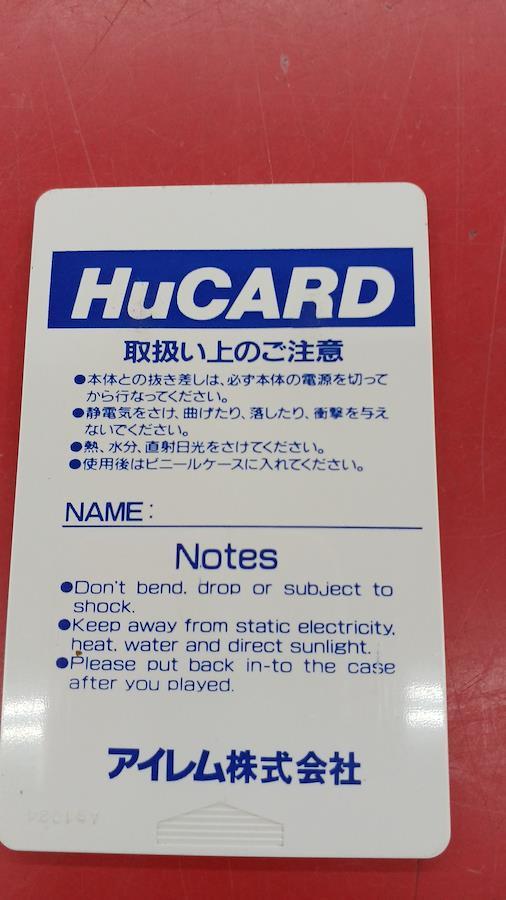 HuCARD
取扱い上のご注意
●本体との抜き差しは、必ず本体の電源を切って
から行なってください。
●静電気をさけ、曲げたり、落したり、衝撃を与え
ないでください。
●熱、水分、直射日光をさけてください。
●使用後はビニールケースに入れてください。
NAME:
Notes
●Don't bend, drop or subject to
shock.
●Keep away from static electricity,
heat, water and direct sunlight.
●Please put back in-to the case
after you played.
アイレム株式会社